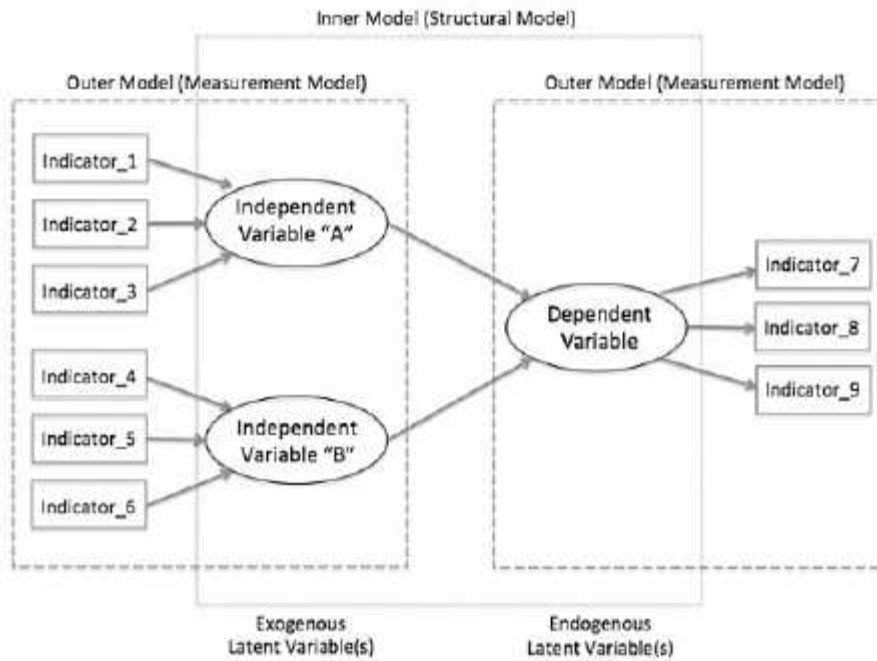 Inner Model (Structural Model)
Outer Model (Measurement Model)
Outer Model (Measurement Model)
Indicator_1
Indicator_2
Indicator_3
Independent
Variable "A"
Indicator_4
Indicator_5
Indicator_6
Independent
Variable "B"
Dependent
Variable
Indicator_7
Indicator_8
Indicator_9
Exogenous
Latent Variable(s)
Endogenous
Latent Variable(s)